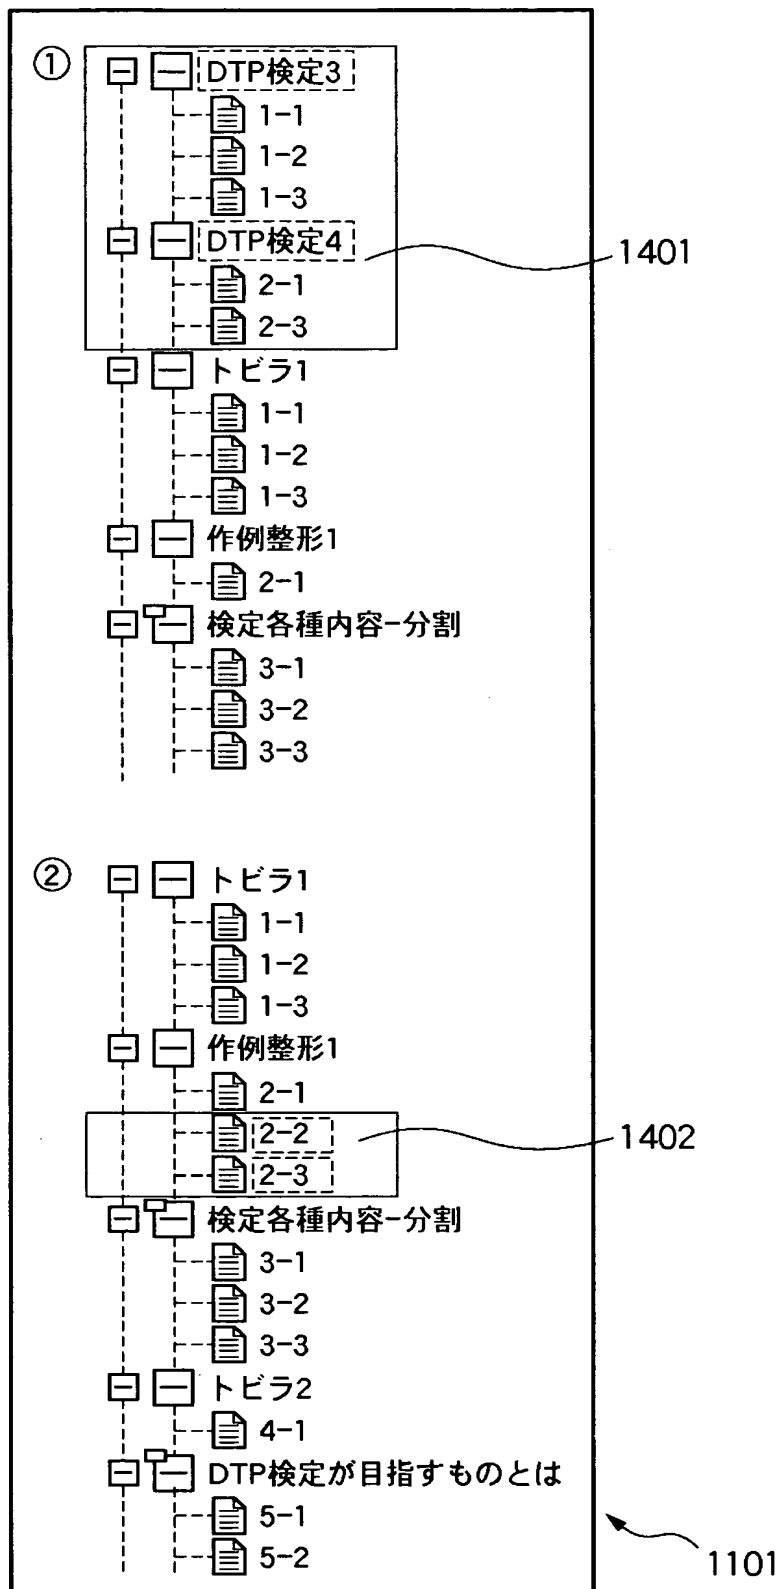 ① DTP検定3
1-1
1-2
1-3
DTP検定4
1401
2-1
2-3
トビラ1
1-1
1-2
1-3
作例整形1
2-1
検定各種内容-分割
3-1
3-2
3-3
② トビラ1
1-1
1-2
1-3
作例整形1
2-1
2-2
1402
2-3
検定各種内容-分割
3-1
3-2
3-3
トビラ2
4-1
DTP検定が目指すものとは
5-1
5-2
1101